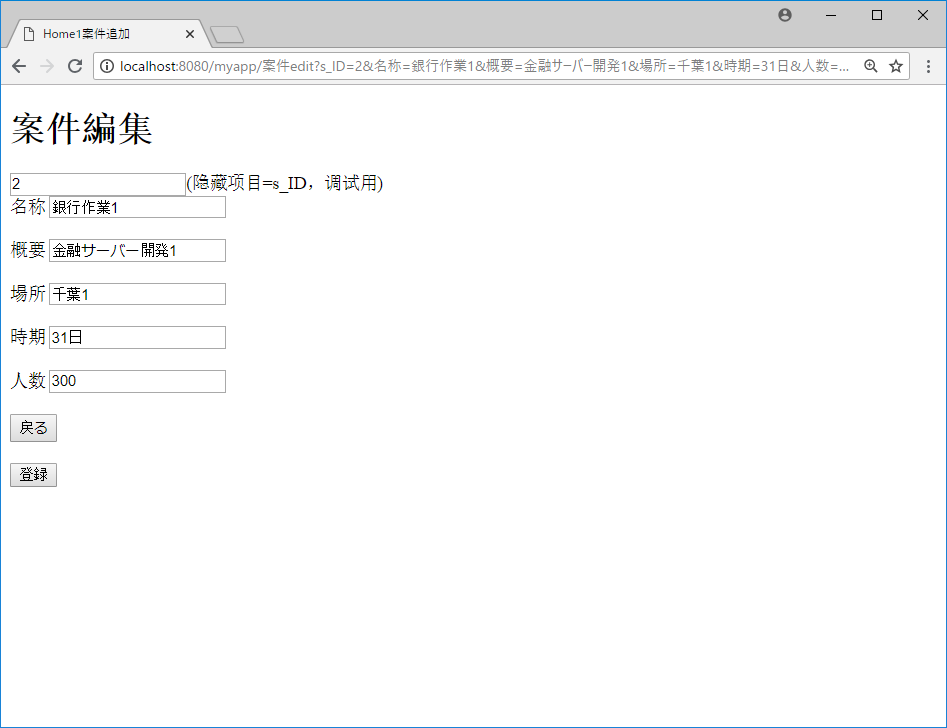 Home1案件追加
localhost:8080/myapp/案件edit?s_ID=2&名称=銀行作業1&概要=金融サーバー開発1&場所=千葉1&時期=31日&人数=...
案件編集
2(隐藏项目=s_ID，调试用)
名称 銀行作業1
概要 金融サーバー開発1
場所 千葉1
時期 31日
人数 300
戻る
登録